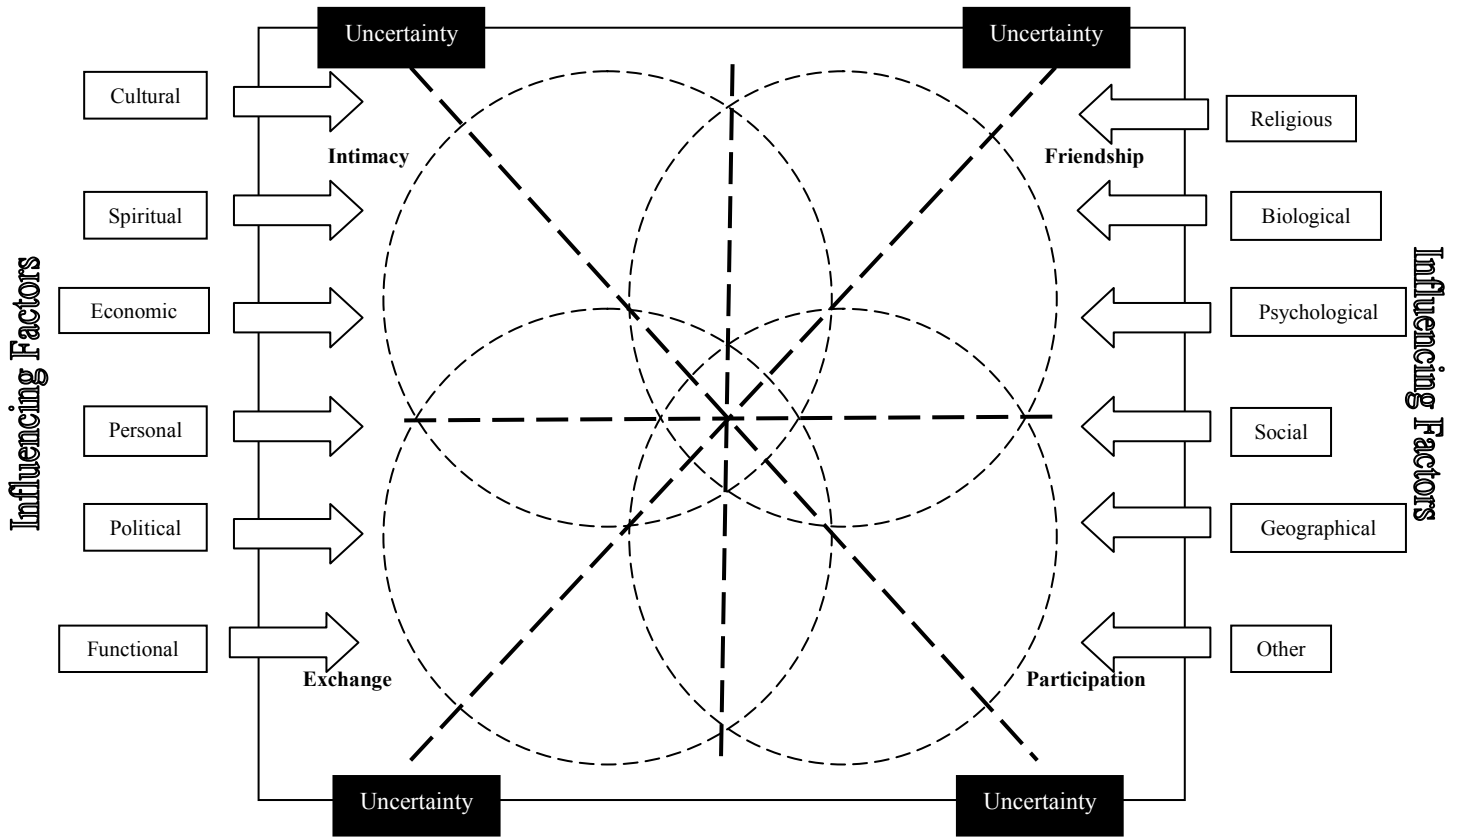 Uncertainty
Uncertainty
Cultural
Religious
Intimacy
Friendship
Spiritual
Biological
Influencing Factors
Influencing Factors
Economic
Psychological
Personal
Social
Political
Geographical
Functional
Other
Exchange
Participation
Uncertainty
Uncertainty